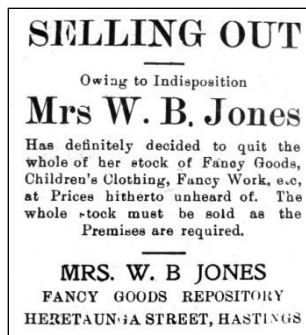 SELLING OUT
Owing to Indisposition
Mrs W. B. Jones
Has definitely decided to quit the
whole of her stock of Fancy Goods,
Children's Clothing, Fancy Work, etc,
at Prices hitherto unheard of. The
whole stock must be sold as the
Premises are required.
MRS. W. B JONES
FANCY GOODS REPOSITORY
HERETAUNGA STREET, HASTINGS